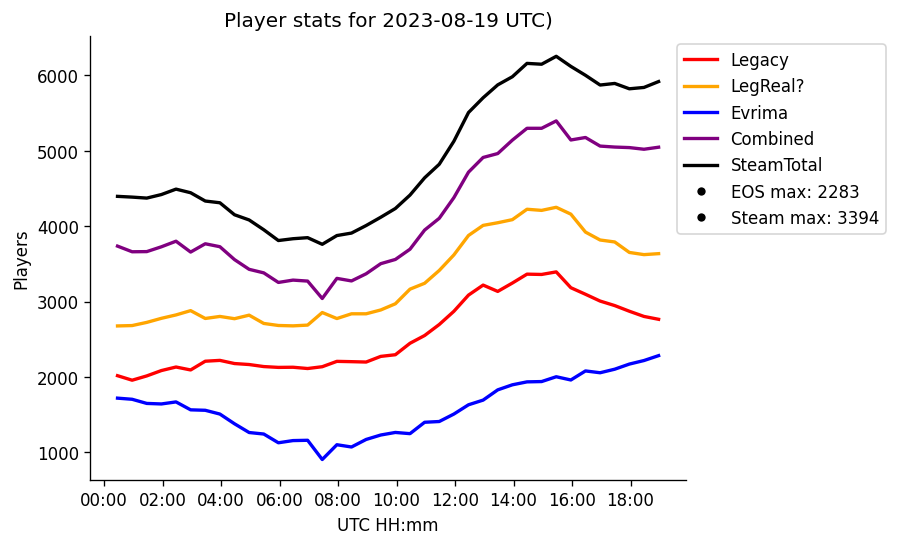 Player stats for 2023-08-19 UTC)
Players
6000
5000
4000
3000
2000
1000
00:00 02:00 04:00 06:00 08:00 10:00 12:00 14:00 16:00 18:00
UTC HH:mm
Legacy
LegReal?
Evrima
Combined
SteamTotal
EOS max: 2283
Steam max: 3394